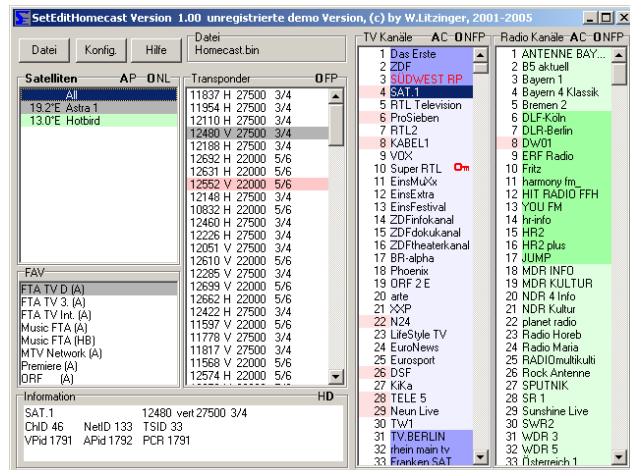 SetEditHomecast Version 1.00 unregistrierte demo Version, (c) by W.Litzinger, 2001-2005
Datei
Konfig.
Hilfe
Datei
Homecast.bin
Satelliten AP ONL
All
19.2°E Astra 1
13.0°E Hotbird
FAV
FTA TV D (A)
FTA TV 3. (A)
FTA TV Int. (A)
Music FTA (A)
Music FTA (HB)
MTV Network (A)
Premiere (A)
ORF (A)
Transponder OFP
11837 H 27500 3/4
11954 H 27500 3/4
12110 H 27500 3/4
12480 V 27500 3/4
12188 H 27500 3/4
12692 H 22000 5/6
12631 H 22000 5/6
12552 V 22000 5/6
12148 H 27500 3/4
10832 H 22000 5/6
12460 H 27500 3/4
12226 H 27500 3/4
12051 V 27500 3/4
12610 V 22000 5/6
12285 V 27500 3/4
12699 V 22000 5/6
12662 H 22000 5/6
12422 H 27500 3/4
11597 V 22000 5/6
11778 V 27500 3/4
11817 V 27500 3/4
11568 V 22000 5/6
12574 H 22000 5/6
TV Kanäle AC ONFP
1 Das Erste
2 ZDF
3 SÜDWEST RP
4 SAT.1
5 RTL Television
6 ProSieben
7 RTL2
8 KABEL1
9 VOX
10 Super RTL
11 EinsMuXx
12 EinsExtra
13 EinsFestival
14 ZDFinfokanal
15 ZDFdokukanal
16 ZDFtheaterkanal
17 BR-alpha
18 Phoenix
19 ORF 2 E
20 arte
21 XXP
22 N24
23 LifeStyle TV
24 EuroNews
25 Eurosport
26 DSF
27 KiKa
28 TELE 5
29 Neun Live
30 TW1
31 TV.BERLIN
32 rhein main tv
33 Franken SAT
Radio Kanäle AC ONFP
1 ANTENNE BAY...
2 B5 aktuell
3 Bayern 1
4 Bayern 4 Klassik
5 Bremen 2
6 DLF-Köln
7 DLR-Berlin
8 DW01
9 ERF Radio
10 Fritz
11 harmony fm_
12 HIT RADIO FFH
13 YOU FM
14 hr-info
15 HR2
16 HR2 plus
17 JUMP
18 MDR INFO
19 MDR KULTUR
20 NDR 4 Info
21 NDR Kultur
22 planet radio
23 Radio Horeb
24 Radio Maria
25 RADIOmultikulti
26 Rock Antenne
27 SPUTNIK
28 SR 1
29 Sunshine Live
30 SWR2
31 WDR 3
32 WDR 5
33 Österreich 1
Information HD
SAT.1 12480 vert 27500 3/4
ChID 46 NetID 133 TSID 33
VPid 1791 APid 1792 PCR 1791